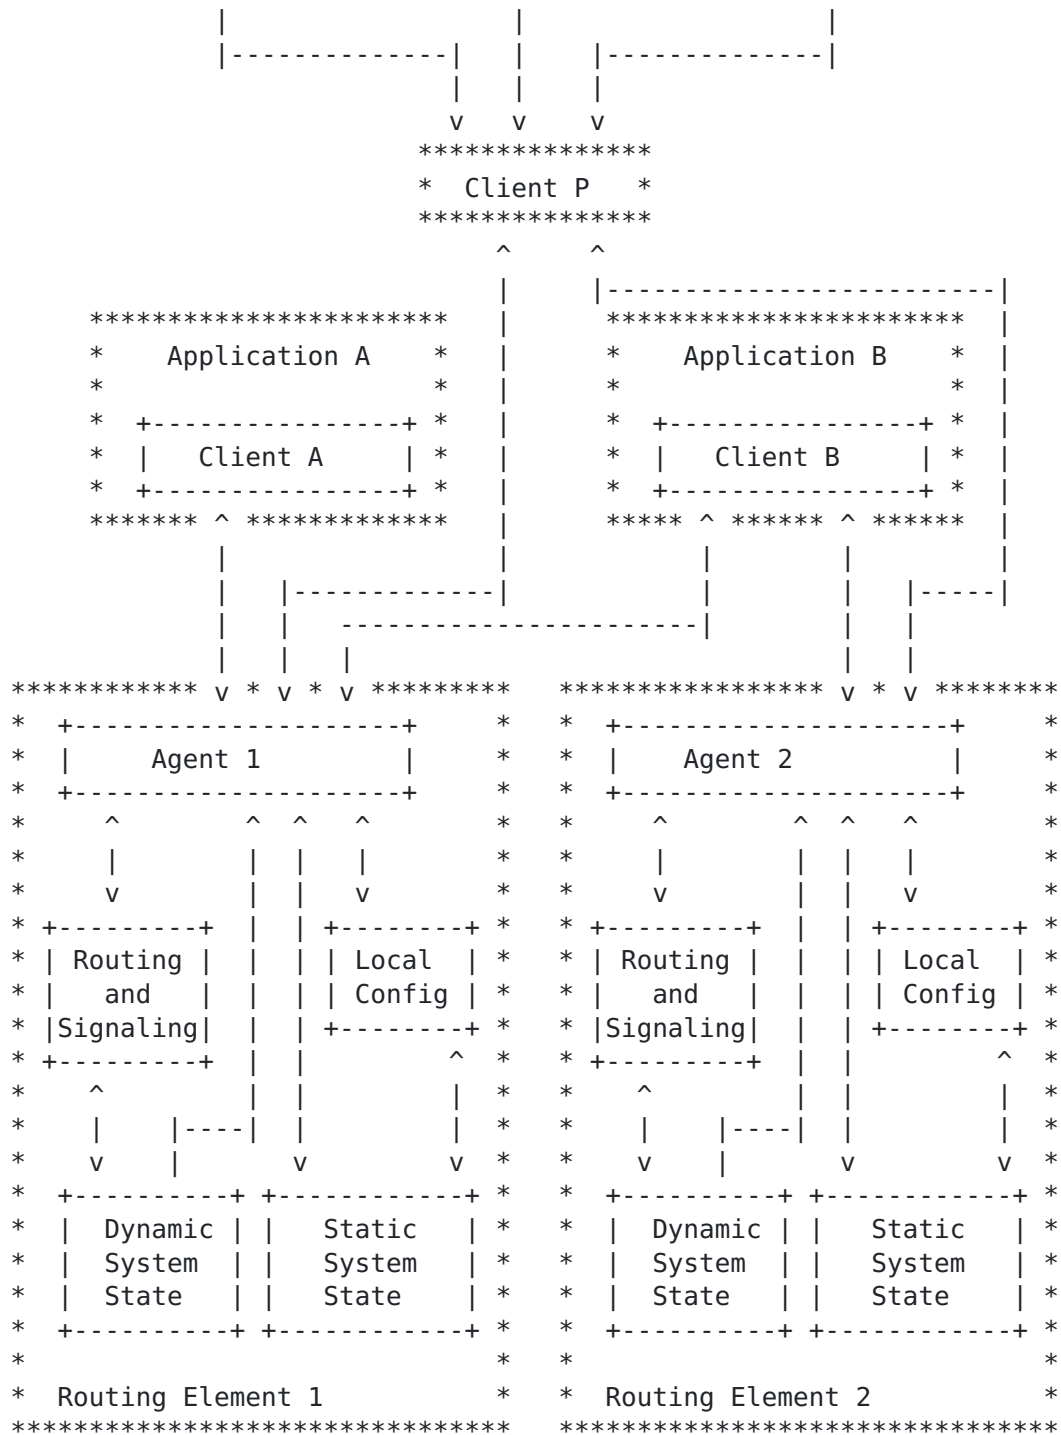 Client P
Application A Application B
Client A Client B
Agent 1 Agent 2
Routing Local Routing Local
and Config and Config
Signaling Signaling
Dynamic Static Dynamic Static
System System System System
State State State State
Routing Element 1 Routing Element 2